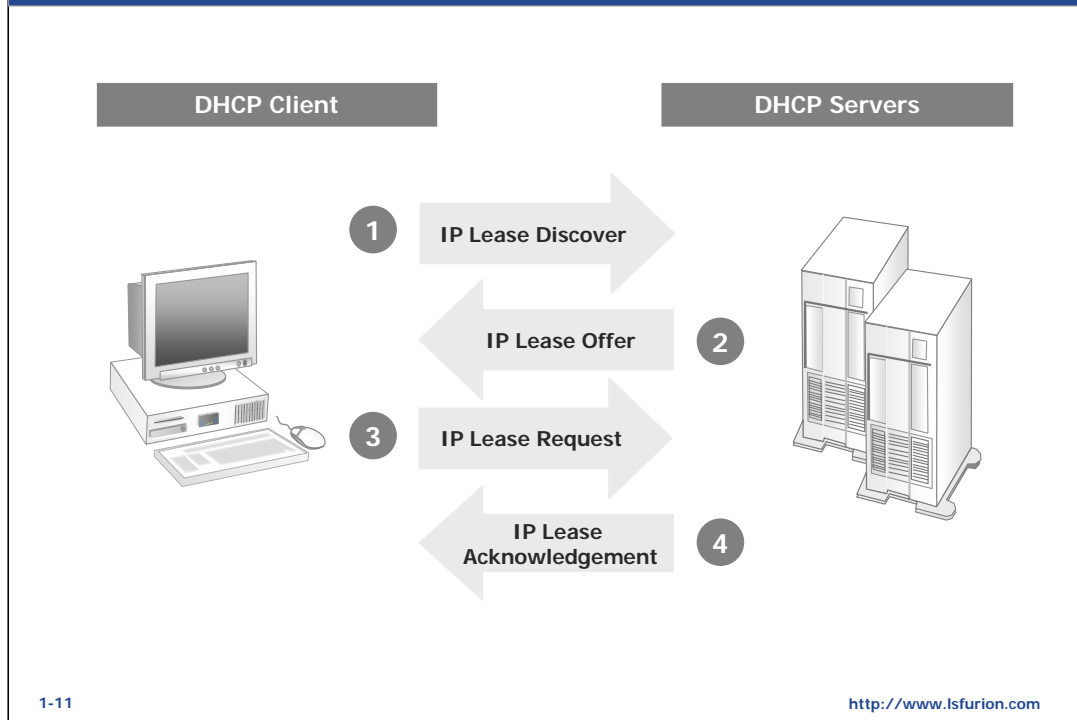 DHCP Client
DHCP Servers
1
IP Lease Discover
IP Lease Offer
2
3
IP Lease Request
IP Lease
Acknowledgement
4
1-11
http://www.lsfurion.com